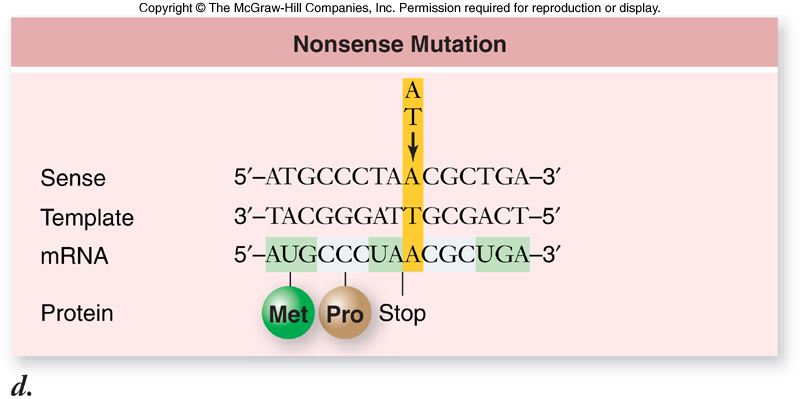 Copyright © The McGraw-Hill Companies, Inc. Permission required for reproduction or display.
Nonsense Mutation
A
T
Sense 5′–ATGCCCTAACGCTGA–3′
Template 3′–TACGGGATTGCGACT–5′
mRNA 5′–AUGCCCUAACGCUGA–3′
Protein Met Pro Stop
d.